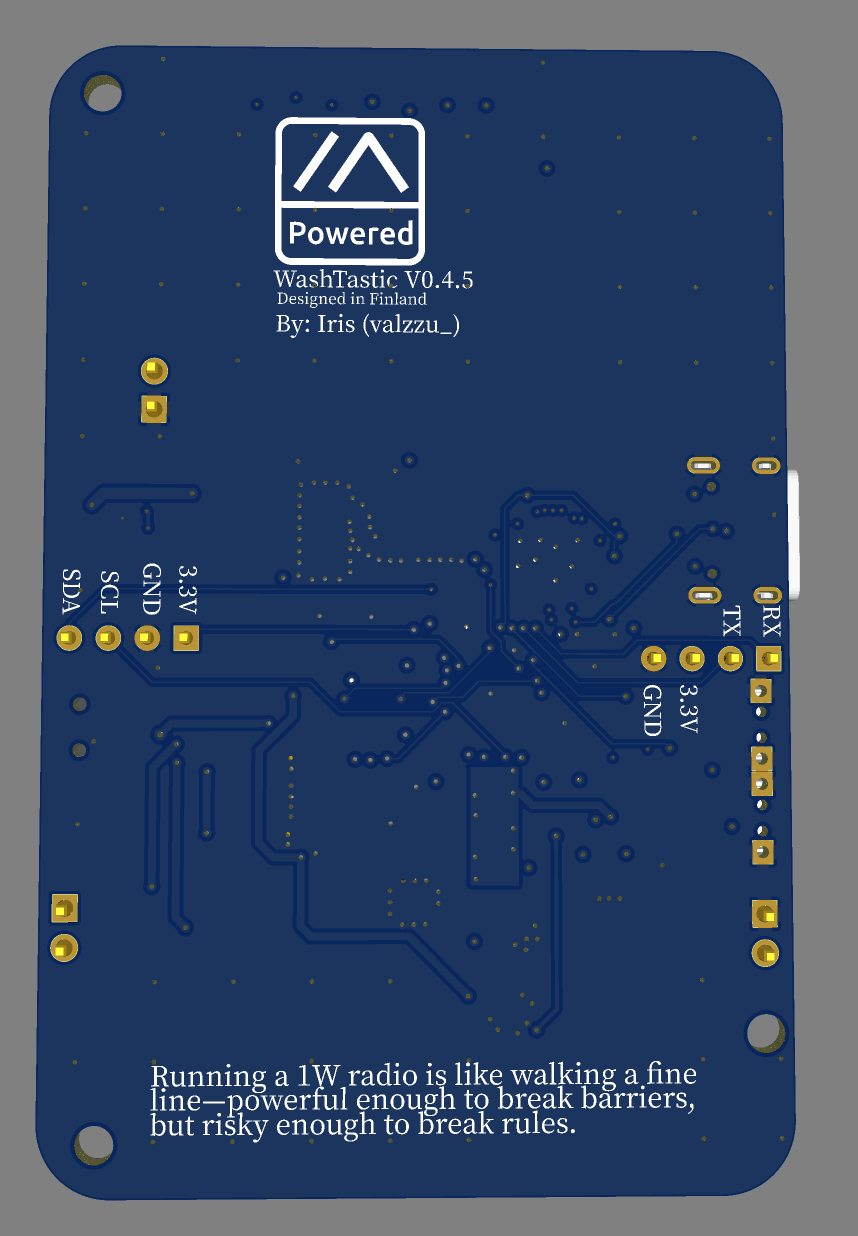 Powered
WashTastic V0.4.5
Designed in Finland
By: Iris (valzzu_)
SDA
SCL
GND
3.3V
TX
RX
GND
3.3V
Running a 1W radio is like walking a fine
line—powerful enough to break barriers,
but risky enough to break rules.